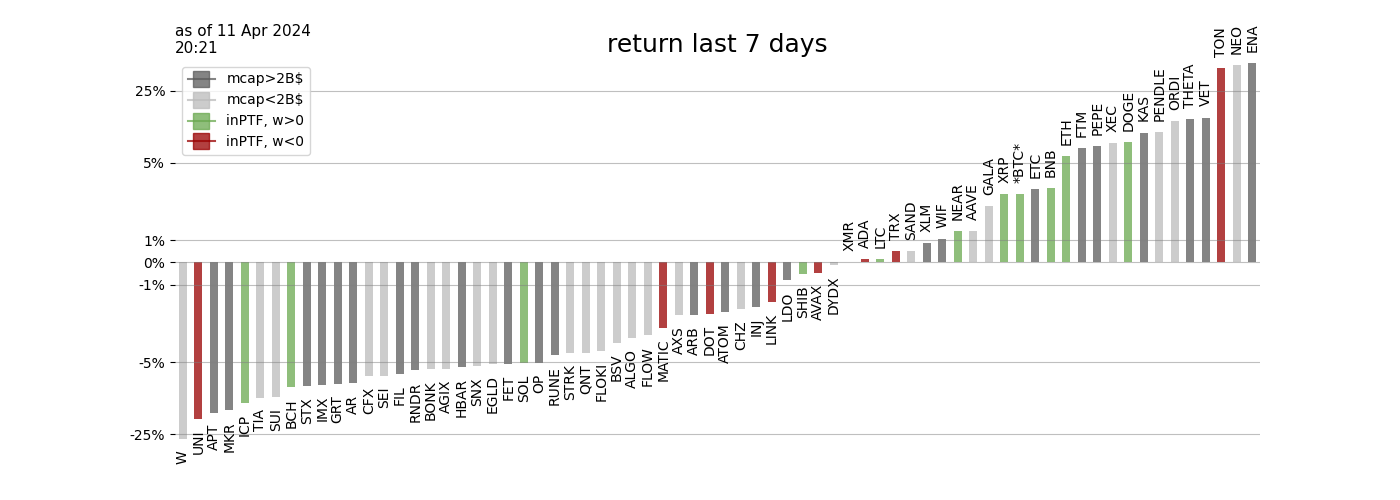 as of 11 Apr 2024
20:21
return last 7 days
mcap>2B$
mcap<2B$
inPTF, w>0
inPTF, w<0
25%
5%
1%
0%
-1%
-5%
-25%
W
UNI
APT
MKR
ICP
TIA
SUI
BCH
STX
IMX
GRT
AR
CFX
SEI
FIL
RNDR
BONK
AGIX
HBAR
SNX
EGLD
FET
SOL
OP
RUNE
STRK
QNT
FLOKI
BSV
ALGO
FLOW
MATIC
AXS
ARB
DOT
ATOM
CHZ
INJ
LINK
LDO
SHIB
AVAX
DYDX
XMR
ADA
LTC
TRX
SAND
XLM
WIF
NEAR
AAVE
GALA
XRP
*BTC*
ETC
BNB
ETH
FTM
PEPE
XEC
DOGE
KAS
PENDLE
ORDI
THETA
VET
TON
NEO
ENA